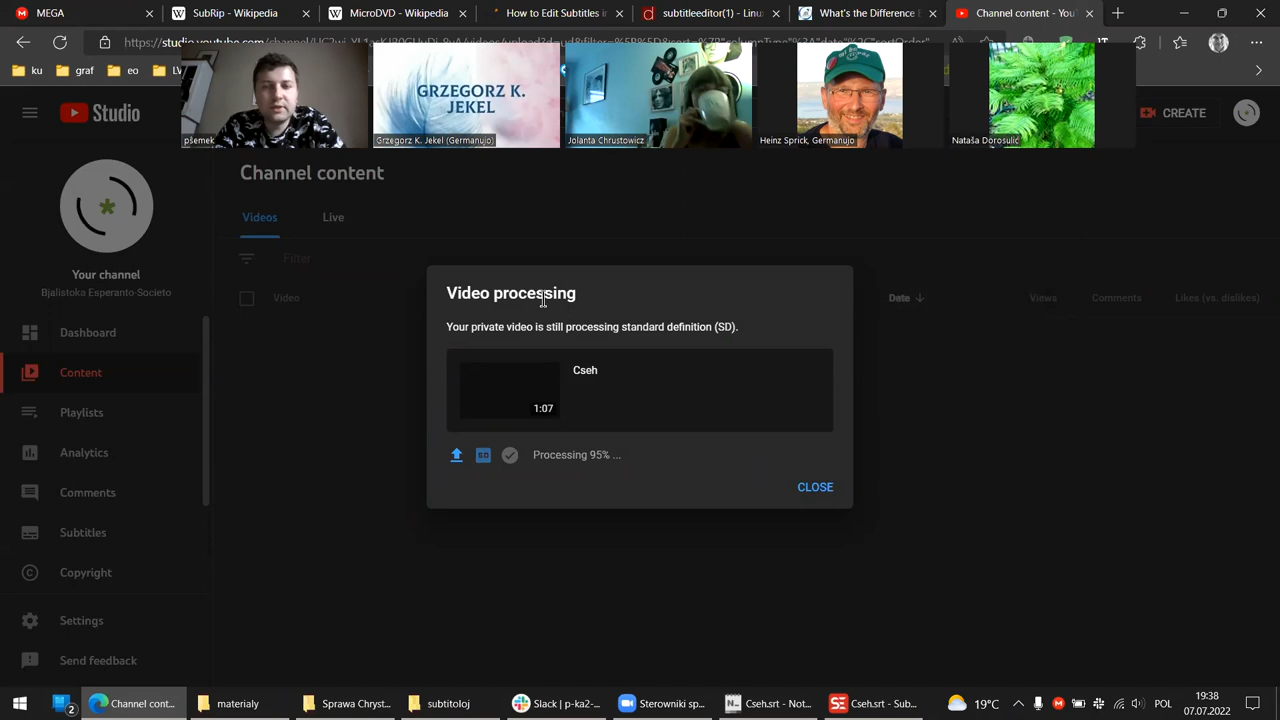 MEGA
SubRip - Wikipedia
MicroDVD - Wikipedia
How to Edit Subtitles in
subtitleeditor(1) - Linu
What's the Difference E
Channel content - You
ku
graf
eo
GRZEGORZ K.
JEKEL
psemek
Grzegorz K. Jekel (Germanujo)
Jolanta Chrustowicz
Heinz Sprick, Germanujo
Nataša Dorosulić
Studio
CREATE
Channel content
Videos
Live
Filter
Your channel
Bjalistoka Esperanto-Societo
Video
Date
Views
Comments
Likes (vs. dislikes)
Dashboard
Content
Playlists
Analytics
Comments
Subtitles
Copyright
Settings
Send feedback
Video processing
Your private video is still processing standard definition (SD).
Cseh
1:07
SD
Processing 95% ...
CLOSE
2
Channel cont...
materialy
Sprawa Chryst...
subtitoloj
Slack | p-ka2-...
Sterowniki sp...
Cseh.srt - Not...
Cseh.srt - Sub...
19°C
19:38
07.07.2022